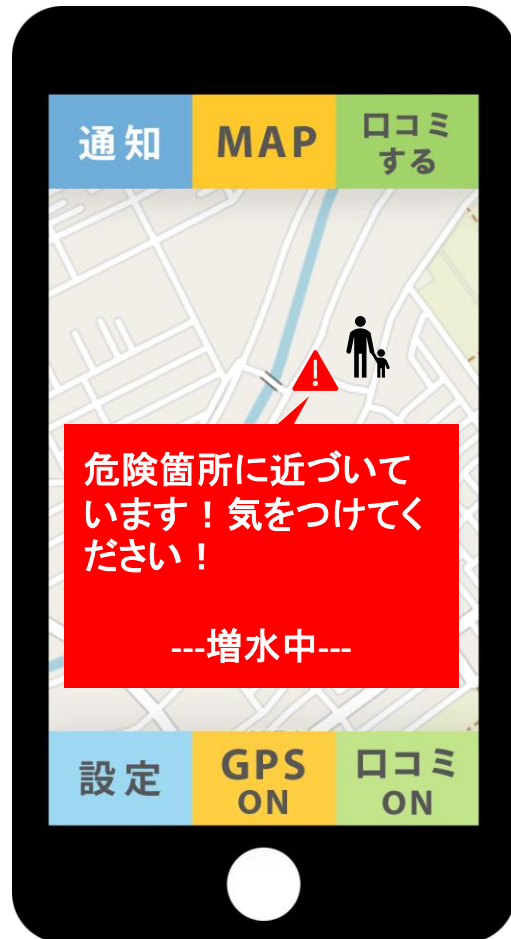 通知
MAP
口コミ
する
危険箇所に近づいて
います！気をつけてく
ださい！
---増水中---
設定
GPS
ON
口コミ
ON